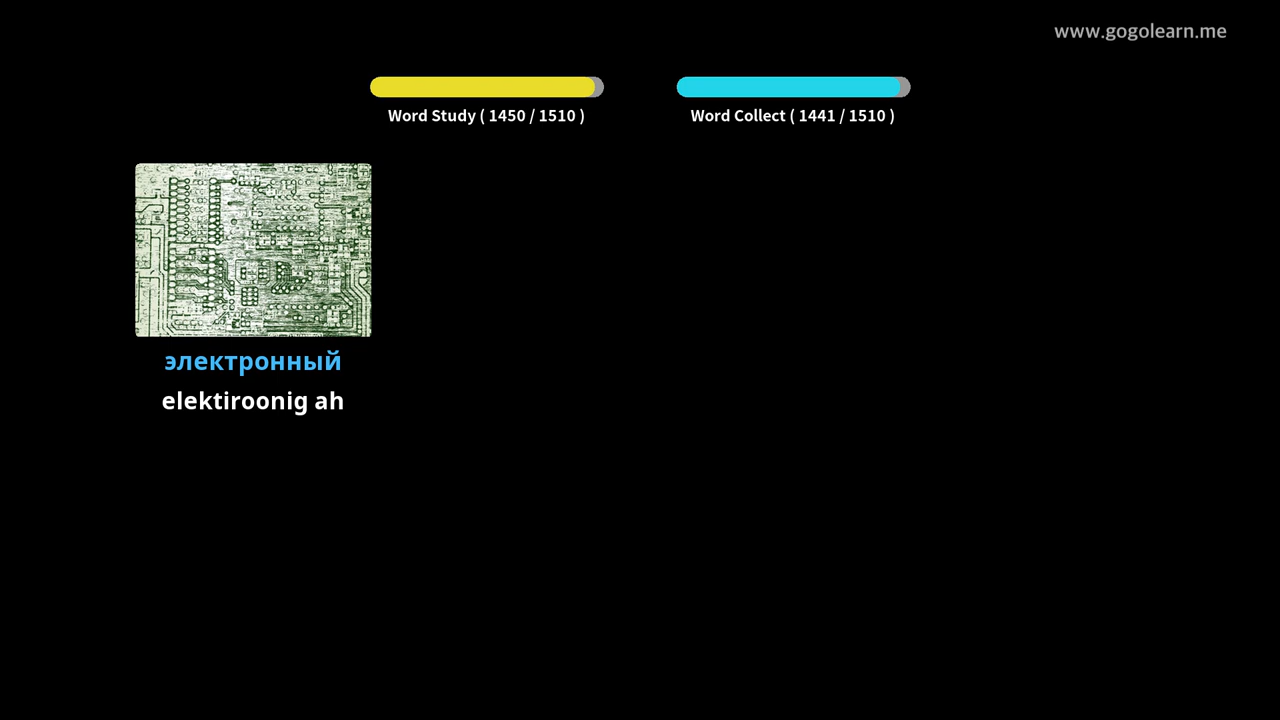 www.gogolearn.me
Word Study ( 1450 / 1510 )
Word Collect ( 1441 / 1510 )
электронный
elektiroonig ah